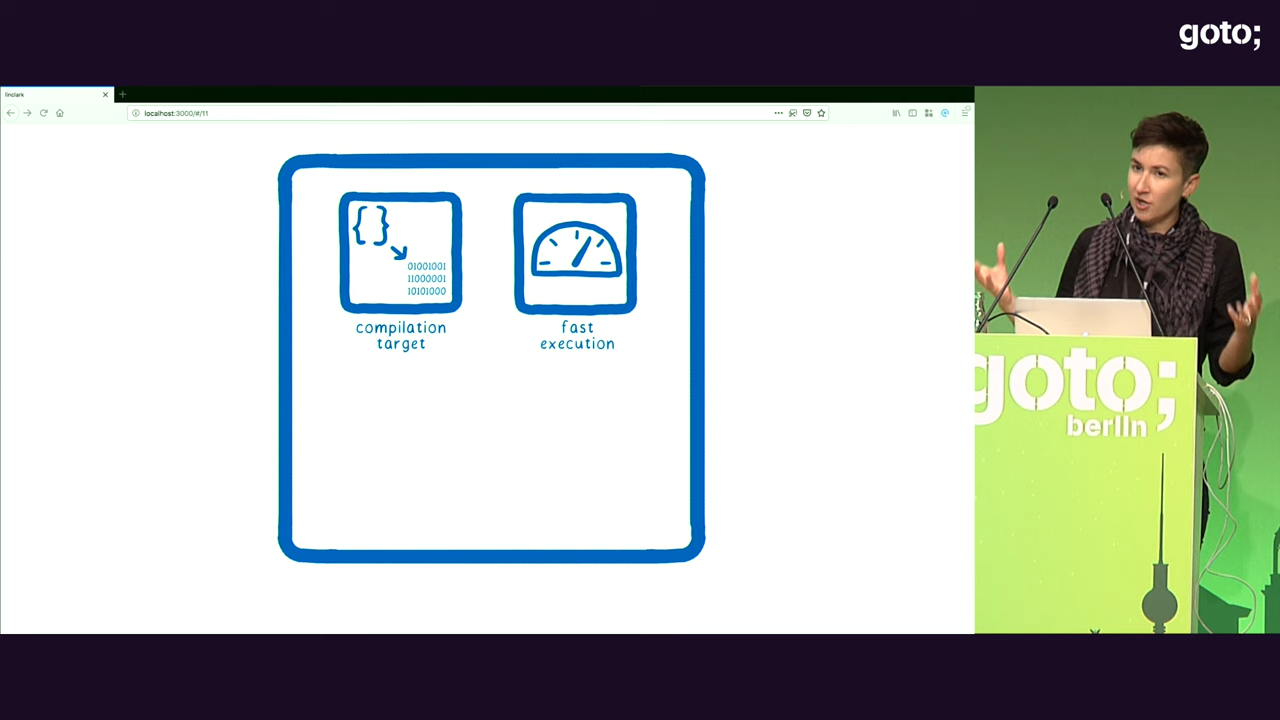 goto;
linclark
localhost:3000/#/11
{}
01001001
11000001
10101000
compilation
target
fast
execution
goto;
berlin